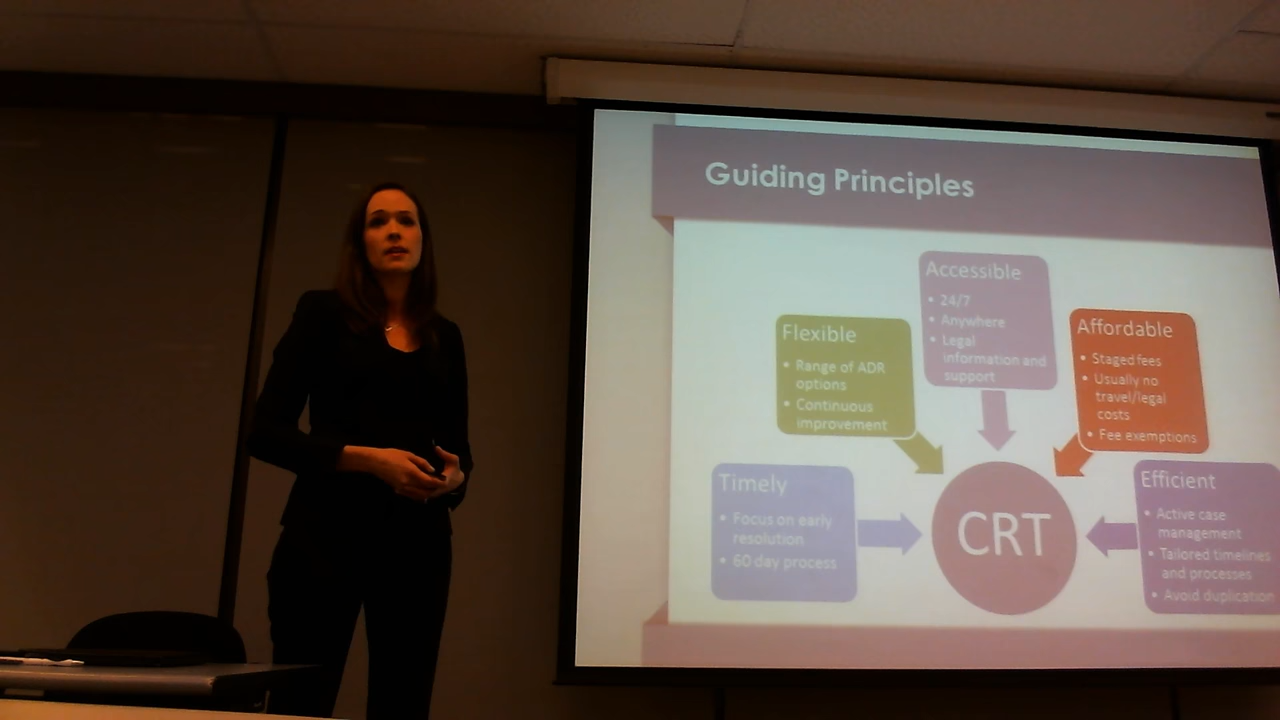 Guiding Principles
Accessible
• 24/7
• Anywhere
• Legal
information and
support
Flexible
• Range of ADR
options
• Continuous
improvement
Affordable
• Staged fees
• Usually no
travel/legal
costs
• Fee exemptions
Timely
• Focus on early
resolution
• 60 day process
CRT
Efficient
• Active case
management
• Tailored timelines
and processes
• Avoid duplication